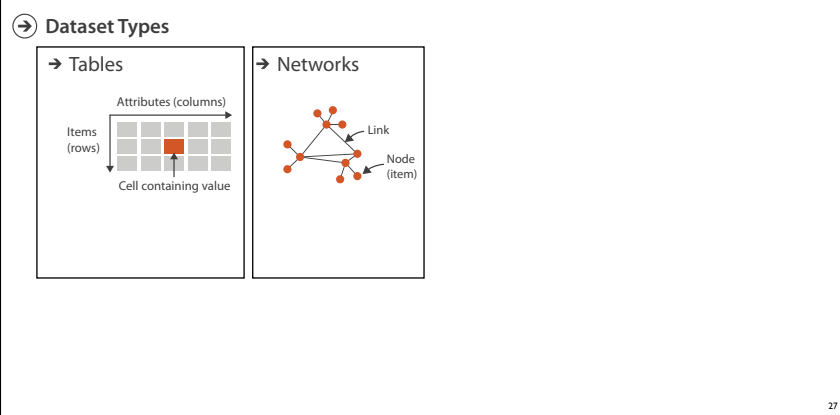 Dataset Types
→ Tables
Attributes (columns)
Items
(rows)
Cell containing value
→ Networks
Link
Node
(item)
27